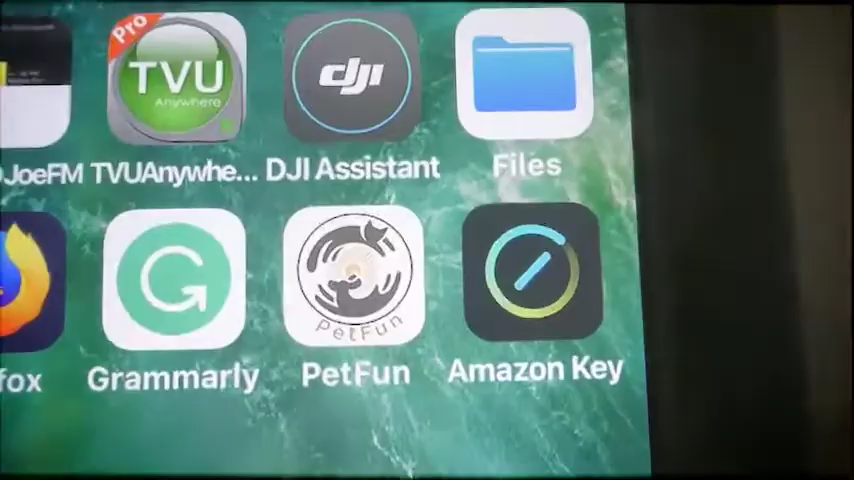 Pro
TVU
Anywhere
dji
JoeFM TVUAnywhe... DJI Assistant Files
PetFun
fox Grammarly PetFun Amazon Key